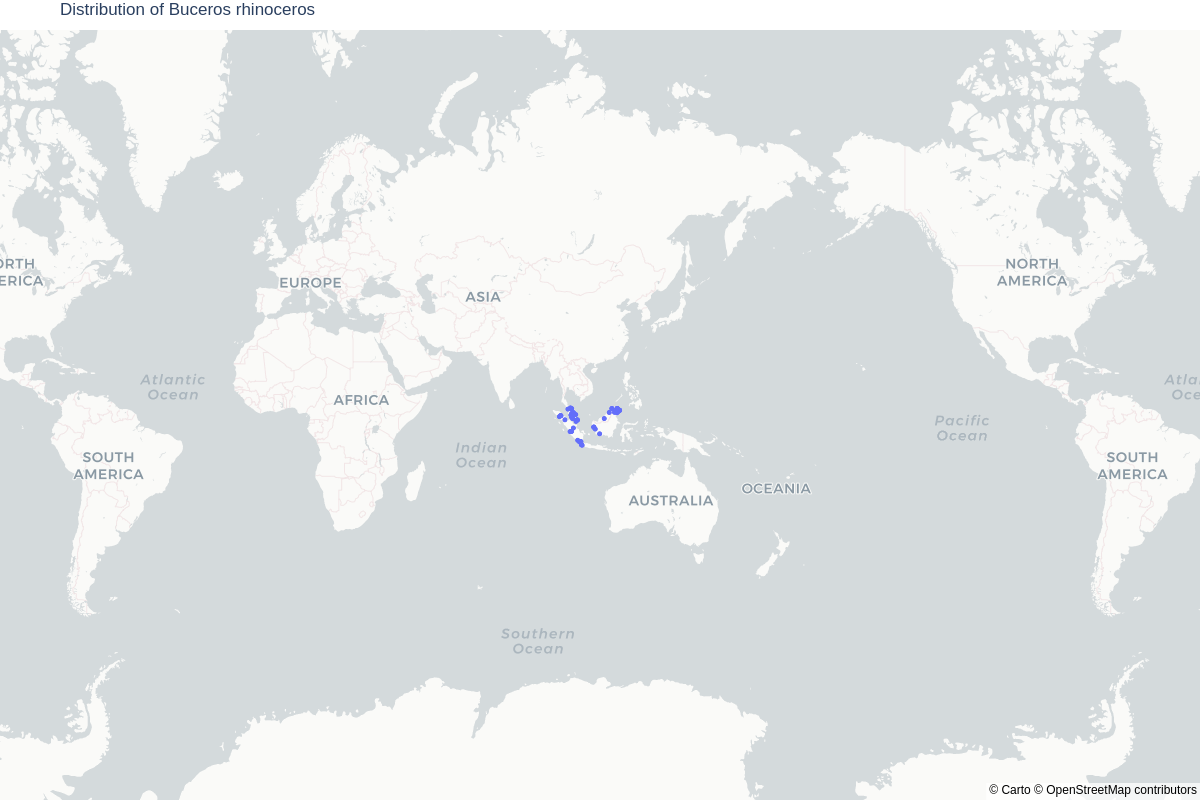 Distribution of Buceros rhinoceros
ORTH
ERICA
EUROPE
ASIA
NORTH
AMERICA
Atlantic
Ocean
AFRICA
Atla
Oce
Pacific
Ocean
Indian
Ocean
SOUTH
AMERICA
SOUTH
AMERICA
OCEANIA
AUSTRALIA
Southern
Ocean
© Carto © OpenStreetMap contributors